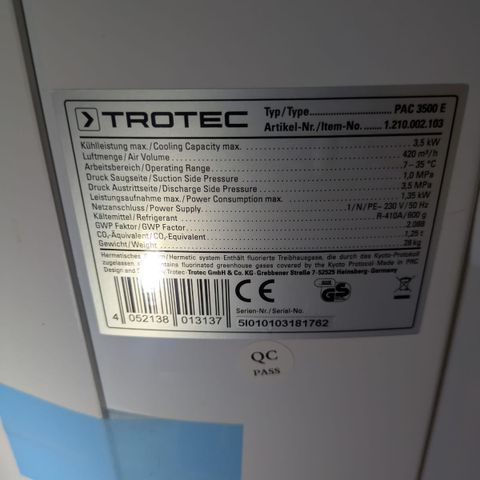 TROTEC
Typ/Type PAC 3500 E
Artikel-Nr./Item-No. 1.210.002.103
Kühlleistung max./Cooling Capacity max. 3,5 kW
Luftmenge/Air Volume 420 m³/h
Arbeitsbereich/Operating Range 7-35 °C
Druck Saugseite/Suction Side Pressure 1,0 MPa
Druck Austrittseite/Discharge Side Pressure 3,5 MPa
Leistungsaufnahme max./Power Consumption max. 1,35 kW
Netzanschluss/Power Supply 1/N/PE~ 230 V/50 Hz
Kältemittel/Refrigerant R-410A/600 g
GWP Faktor/GWP Factor 2.088
CO₂-Äquivalent/CO₂-Equivalent 1,25 t
Gewicht/Weight 28 kg
Hermetisches System/Hermetic System Enthält fluorierte Treibhausgase, die durch das Kyoto-Protokoll
zugelassen contains fluorinated greenhouse gases covered by the Kyoto Protocol Made in PRC
Design and by Trotec Trotec GmbH & Co. KG Grebbener Straße 7 52525 Heinsberg Germany
CE
GS
Serien-Nr./Serial-No.
4 052138 013137
5I010103181762
QC
PASS